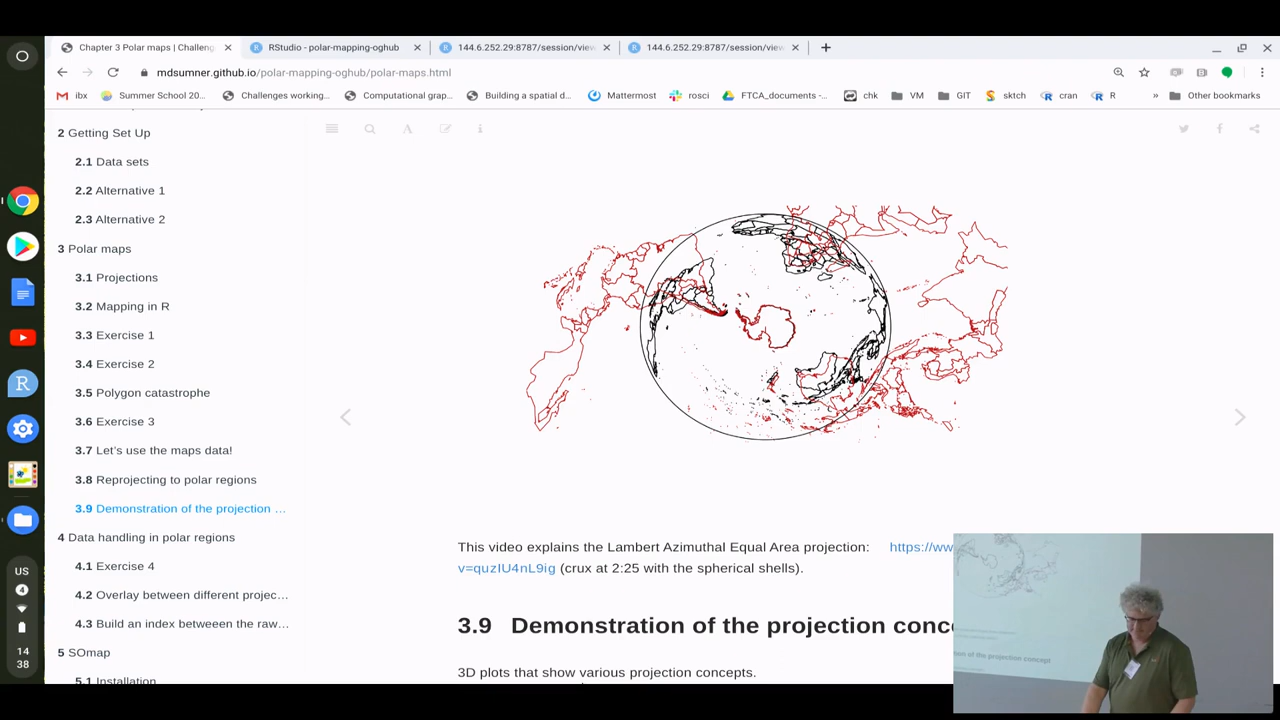 Chapter 3 Polar maps | Challeng
RStudio - polar-mapping-oghub
144.6.252.29:8787/session/view
144.6.252.29:8787/session/view
mdsumner.github.io/polar-mapping-oghub/polar-maps.html
ibx
Summer School 20...
Challenges working...
Computational grap...
Building a spatial d...
Mattermost
rosci
FTCA_documents -...
chk
VM
GIT
sktch
cran
R
»
Other bookmarks
2 Getting Set Up
2.1 Data sets
2.2 Alternative 1
2.3 Alternative 2
3 Polar maps
3.1 Projections
3.2 Mapping in R
3.3 Exercise 1
3.4 Exercise 2
3.5 Polygon catastrophe
3.6 Exercise 3
3.7 Let's use the maps data!
3.8 Reprojecting to polar regions
3.9 Demonstration of the projection ...
4 Data handling in polar regions
4.1 Exercise 4
4.2 Overlay between different projec...
4.3 Build an index betweeen the raw...
5 SOmap
5.1 Installation
US
4
14
38
This video explains the Lambert Azimuthal Equal Area projection: https://ww
v=quzIU4nL9ig (crux at 2:25 with the spherical shells).
3.9 Demonstration of the projection conc
3D plots that show various projection concepts.
tion of the projection concept